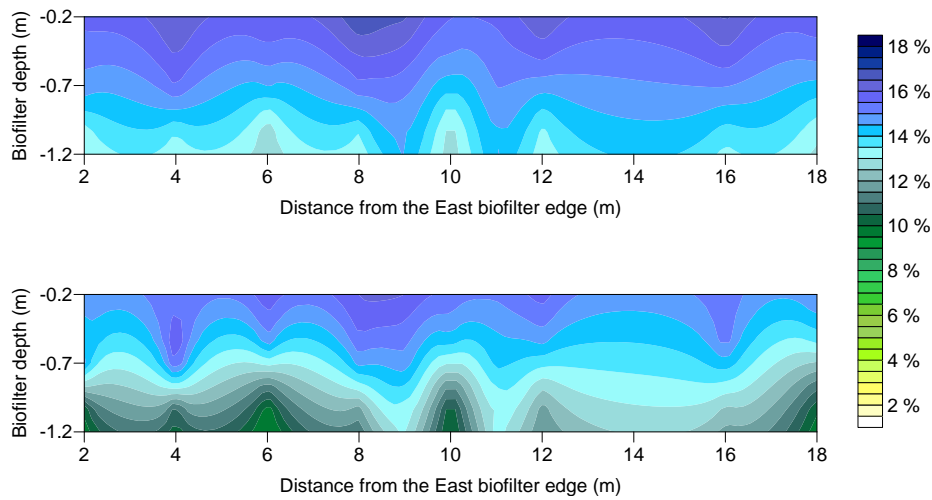 -0.2
-0.7
-1.2
Biofilter depth (m)
2 4 6 8 10 12 14 16 18
Distance from the East biofilter edge (m)
-0.2
-0.7
-1.2
Biofilter depth (m)
2 4 6 8 10 12 14 16 18
Distance from the East biofilter edge (m)
18 %
16 %
14 %
12 %
10 %
8 %
6 %
4 %
2 %